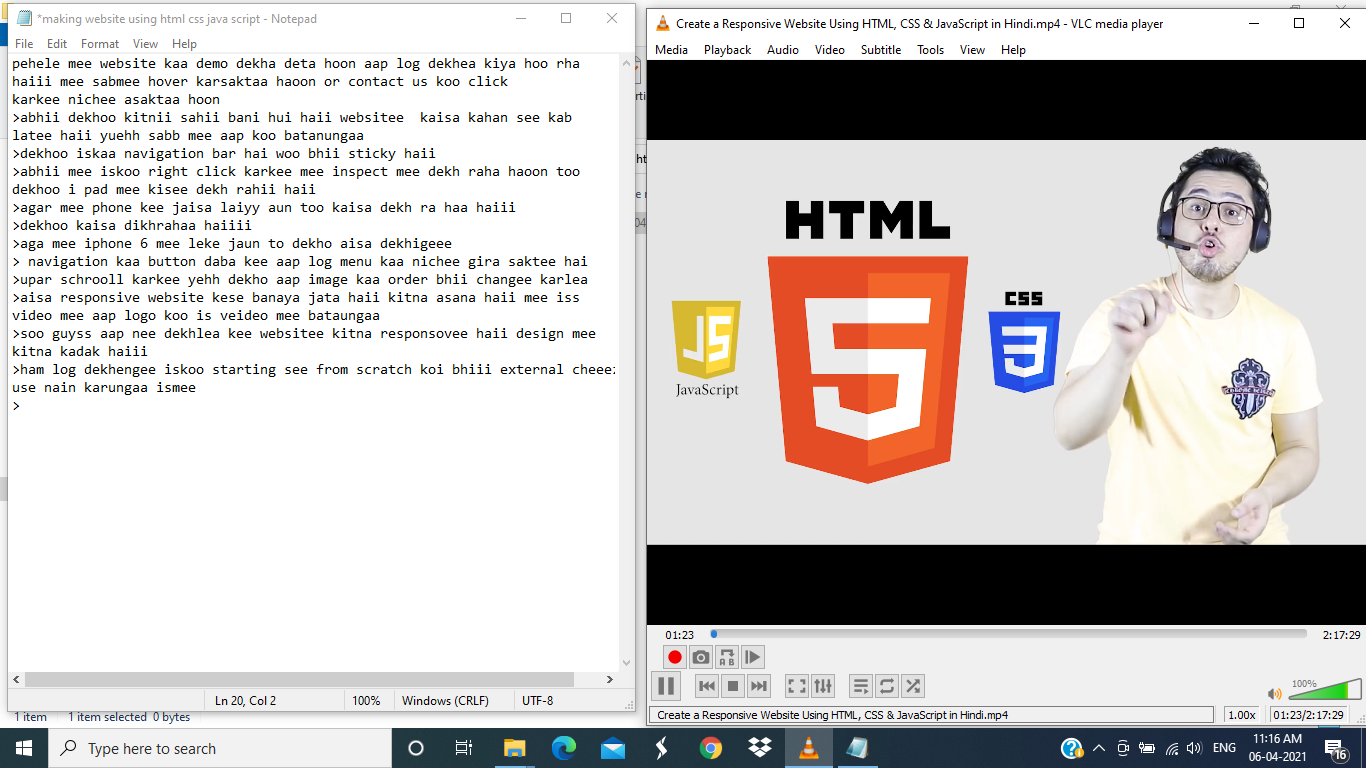 *making website using html css java script - Notepad
File Edit Format View Help
pehele mee website kaa demo dekha deta hoon aap log dekhea kiya hoo rha
haiii mee sabmee hover karsaktaa haoon or contact us koo click
karkee nichee asaktaa hoon
>abhii dekhoo kitnii sahii bani hui haii websitee  kaisa kahan see kab
latee haii yuehh sabb mee aap koo batanungaa
>dekhoo iskaa navigation bar hai woo bhii sticky haii
>abhii mee iskoo right click karkee mee inspect mee dekh raha haoon too
dekhoo i pad mee kisee dekh rahii haii
>agar mee phone kee jaisa laiyy aun too kaisa dekh ra haa haiii
>dekhoo kaisa dikhrahaa haiiii
>aga mee iphone 6 mee leke jaun to dekho aisa dekhigeee
> navigation kaa button daba kee aap log menu kaa nichee gira saktee hai
>upar schrooll karkee yehh dekho aap image kaa order bhii changee karlea
>aisa responsive website kese banaya jata haii kitna asana haii mee iss
video mee aap logo koo is veideo mee bataungaa
>soo guyss aap nee dekhlea kee websitee kitna responsovee haii design mee
kitna kadak haiii
>ham log dekhengee iskoo starting see from scratch koi bhiii external cheeez
use nain karungaa ismee
>
Ln 20, Col 2 100% Windows (CRLF) UTF-8
1 item 1 item selected 0 bytes
Create a Responsive Website Using HTML, CSS & JavaScript in Hindi.mp4 - VLC media player
Media Playback Audio Video Subtitle Tools View Help
HTML
5
JS
JavaScript
CSS
3
01:23 2:17:29
A B
100%
Create a Responsive Website Using HTML, CSS & JavaScript in Hindi.mp4 1.00x 01:23/2:17:29
Type here to search
ENG
11:16 AM
06-04-2021
16